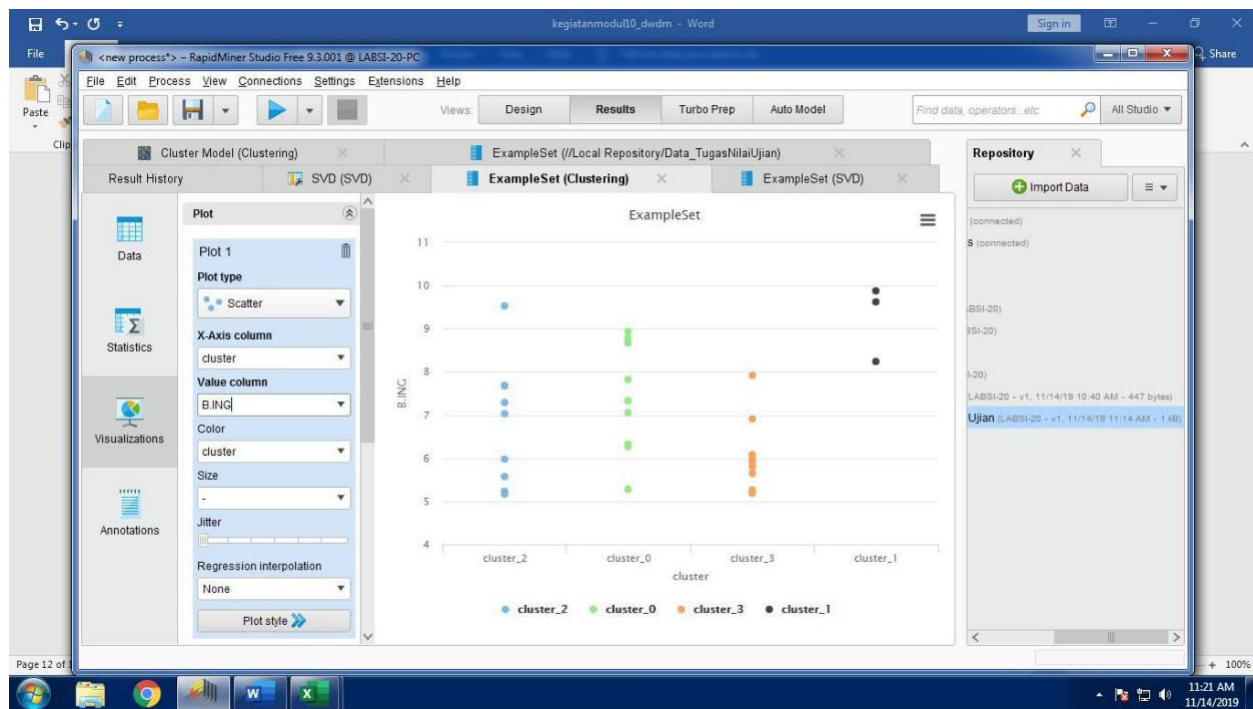 kegiatanmodul10_dwdm - Word
Sign in
File
Share
Paste
Clip
<new process*> – RapidMiner Studio Free 9.3.001 @ LABSI-20-PC
File Edit Process View Connections Settings Extensions Help
Views: Design Results Turbo Prep Auto Model
Find data, operators...etc
All Studio
Cluster Model (Clustering)
ExampleSet (//Local Repository/Data_TugasNilaiUjian)
Result History
SVD (SVD)
ExampleSet (Clustering)
ExampleSet (SVD)
Data
Statistics
Visualizations
Annotations
Plot
Plot 1
Plot type
Scatter
X-Axis column
cluster
Value column
B.ING
Color
cluster
Size
-
Jitter
Regression interpolation
None
Plot style
ExampleSet
11
10
9
8
7
6
5
4
B.ING
cluster_2 cluster_0 cluster_3 cluster_1
cluster
cluster_2 cluster_0 cluster_3 cluster_1
Repository
Import Data
(connected)
S (connected)
BSI-20)
-20)
LABSI-20 - v1, 11/14/19 10:40 AM - 447 bytes)
Ujian (LABSI-20 - v1, 11/14/19 11:14 AM - 1 kB)
Page 12 of
100%
11:21 AM
11/14/2019